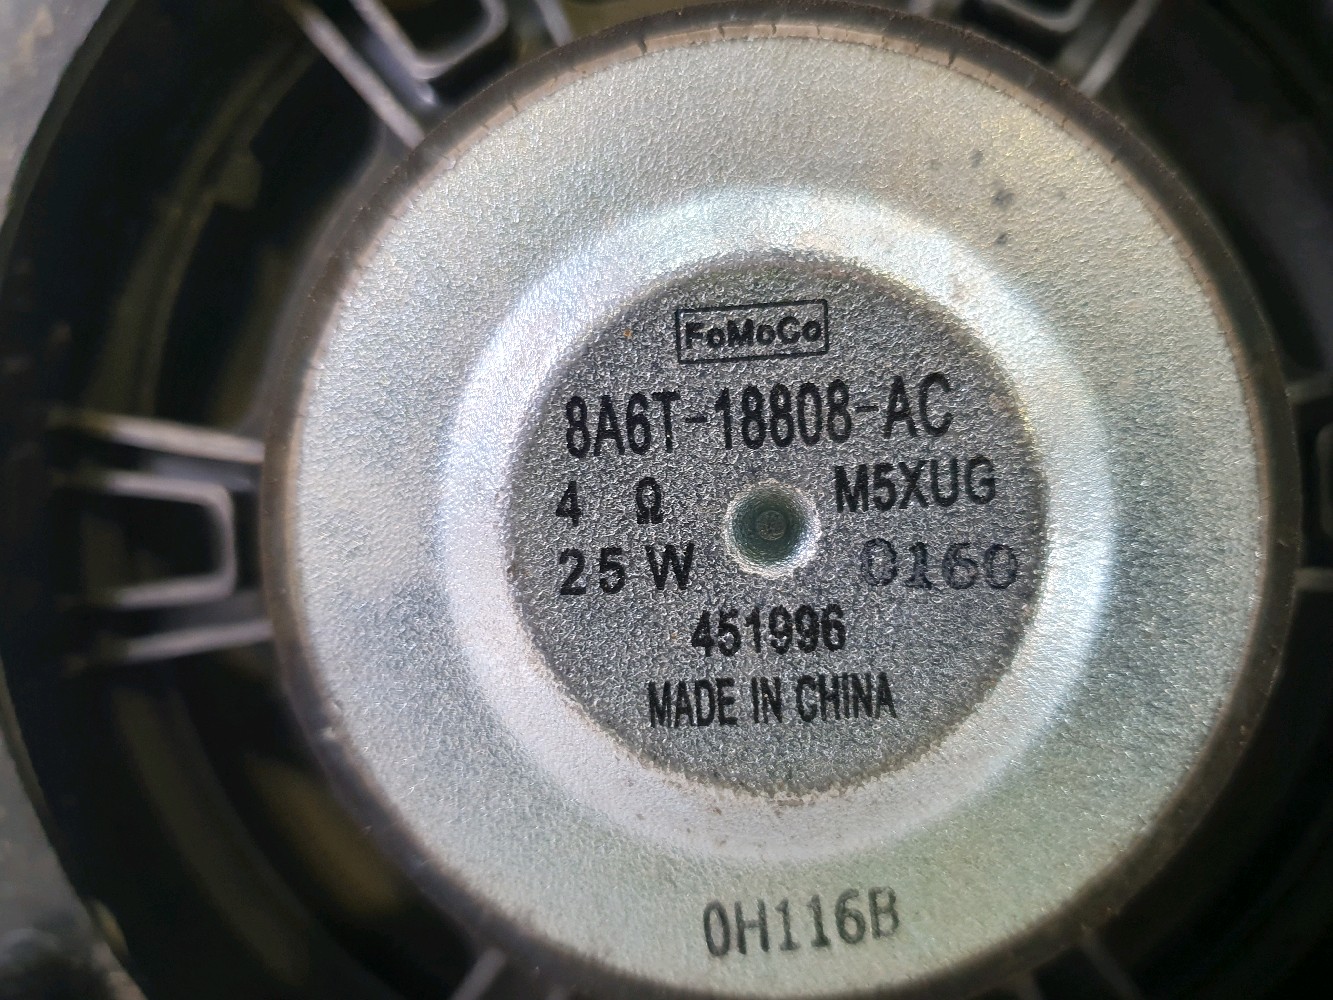 FoMoCo
8A6T-18808-AC
4 Ω M5XUG
25 W 0160
451996
MADE IN CHINA
0H116B